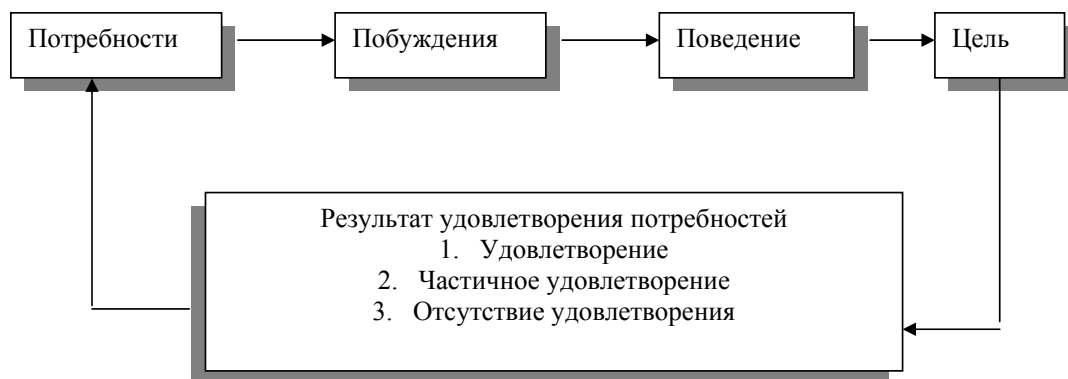 Потребности
Побуждения
Поведение
Цель
Результат удовлетворения потребностей
1. Удовлетворение
2. Частичное удовлетворение
3. Отсутствие удовлетворения